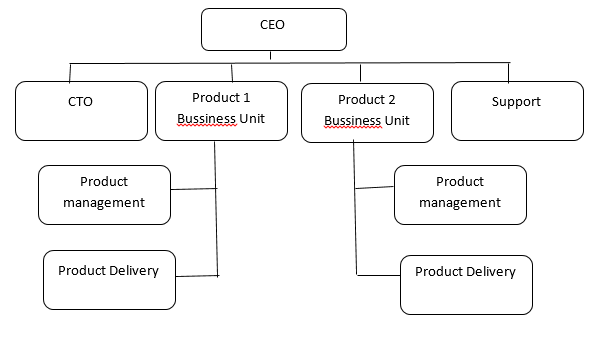 CEO
CTO
Product 1
Bussiness Unit
Product 2
Bussiness Unit
Support
Product
management
Product
management
Product Delivery
Product Delivery